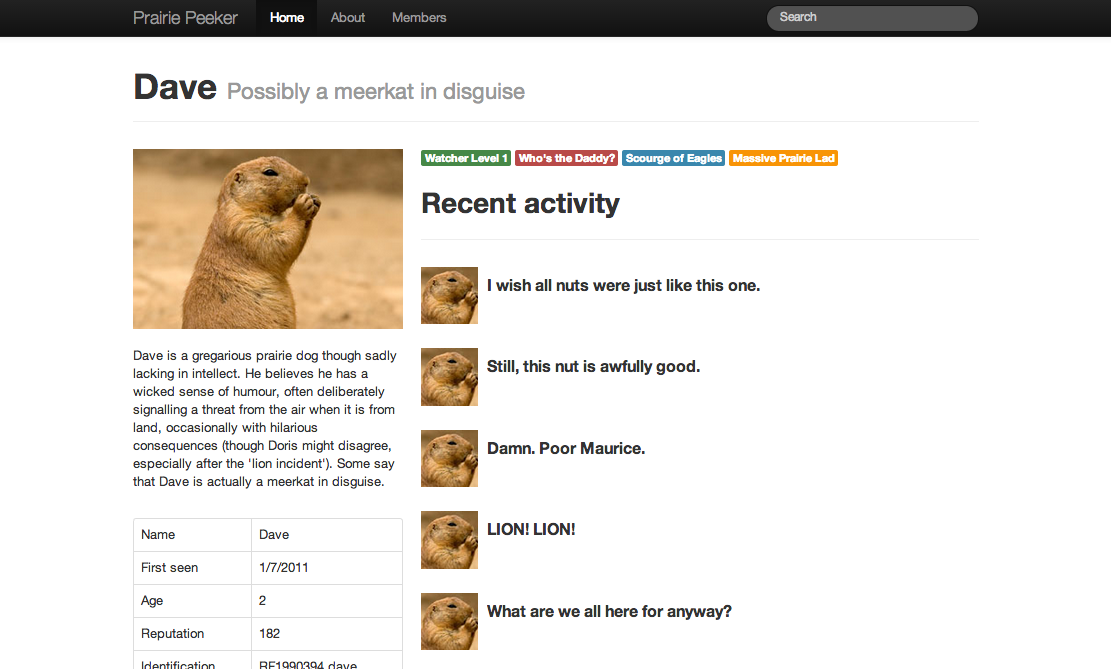 Prairie Peeker Home About Members Search
Dave Possibly a meerkat in disguise
Watcher Level 1 Who's the Daddy? Scourge of Eagles Massive Prairie Lad
Recent activity
I wish all nuts were just like this one.
Still, this nut is awfully good.
Damn. Poor Maurice.
LION! LION!
What are we all here for anyway?
Dave is a gregarious prairie dog though sadly
lacking in intellect. He believes he has a
wicked sense of humour, often deliberately
signalling a threat from the air when it is from
land, occasionally with hilarious
consequences (though Doris might disagree,
especially after the 'lion incident'). Some say
that Dave is actually a meerkat in disguise.
Name Dave
First seen 1/7/2011
Age 2
Reputation 182
Identification RF1990394.dave